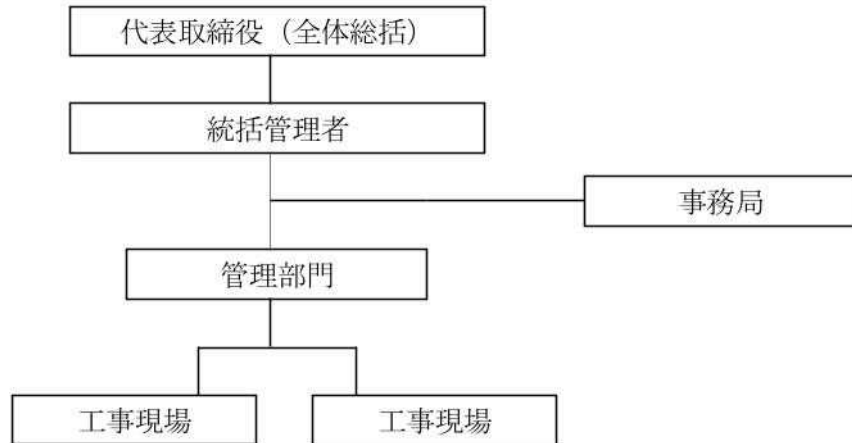 代表取締役（全体総括）
統括管理者
事務局
管理部門
工事現場
工事現場